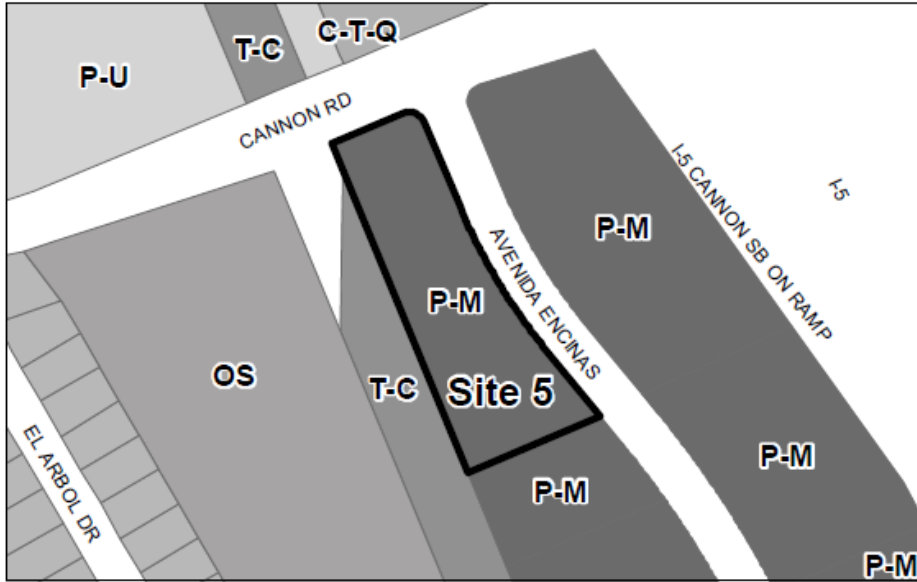 C-T-Q
T-C
P-U
CANNON RD
I-5 CANNON SB ON RAMP
I-5
P-M
AVENIDA ENCINAS
P-M
OS
T-C
Site 5
EL ARBOL DR
P-M
P-M
P-M